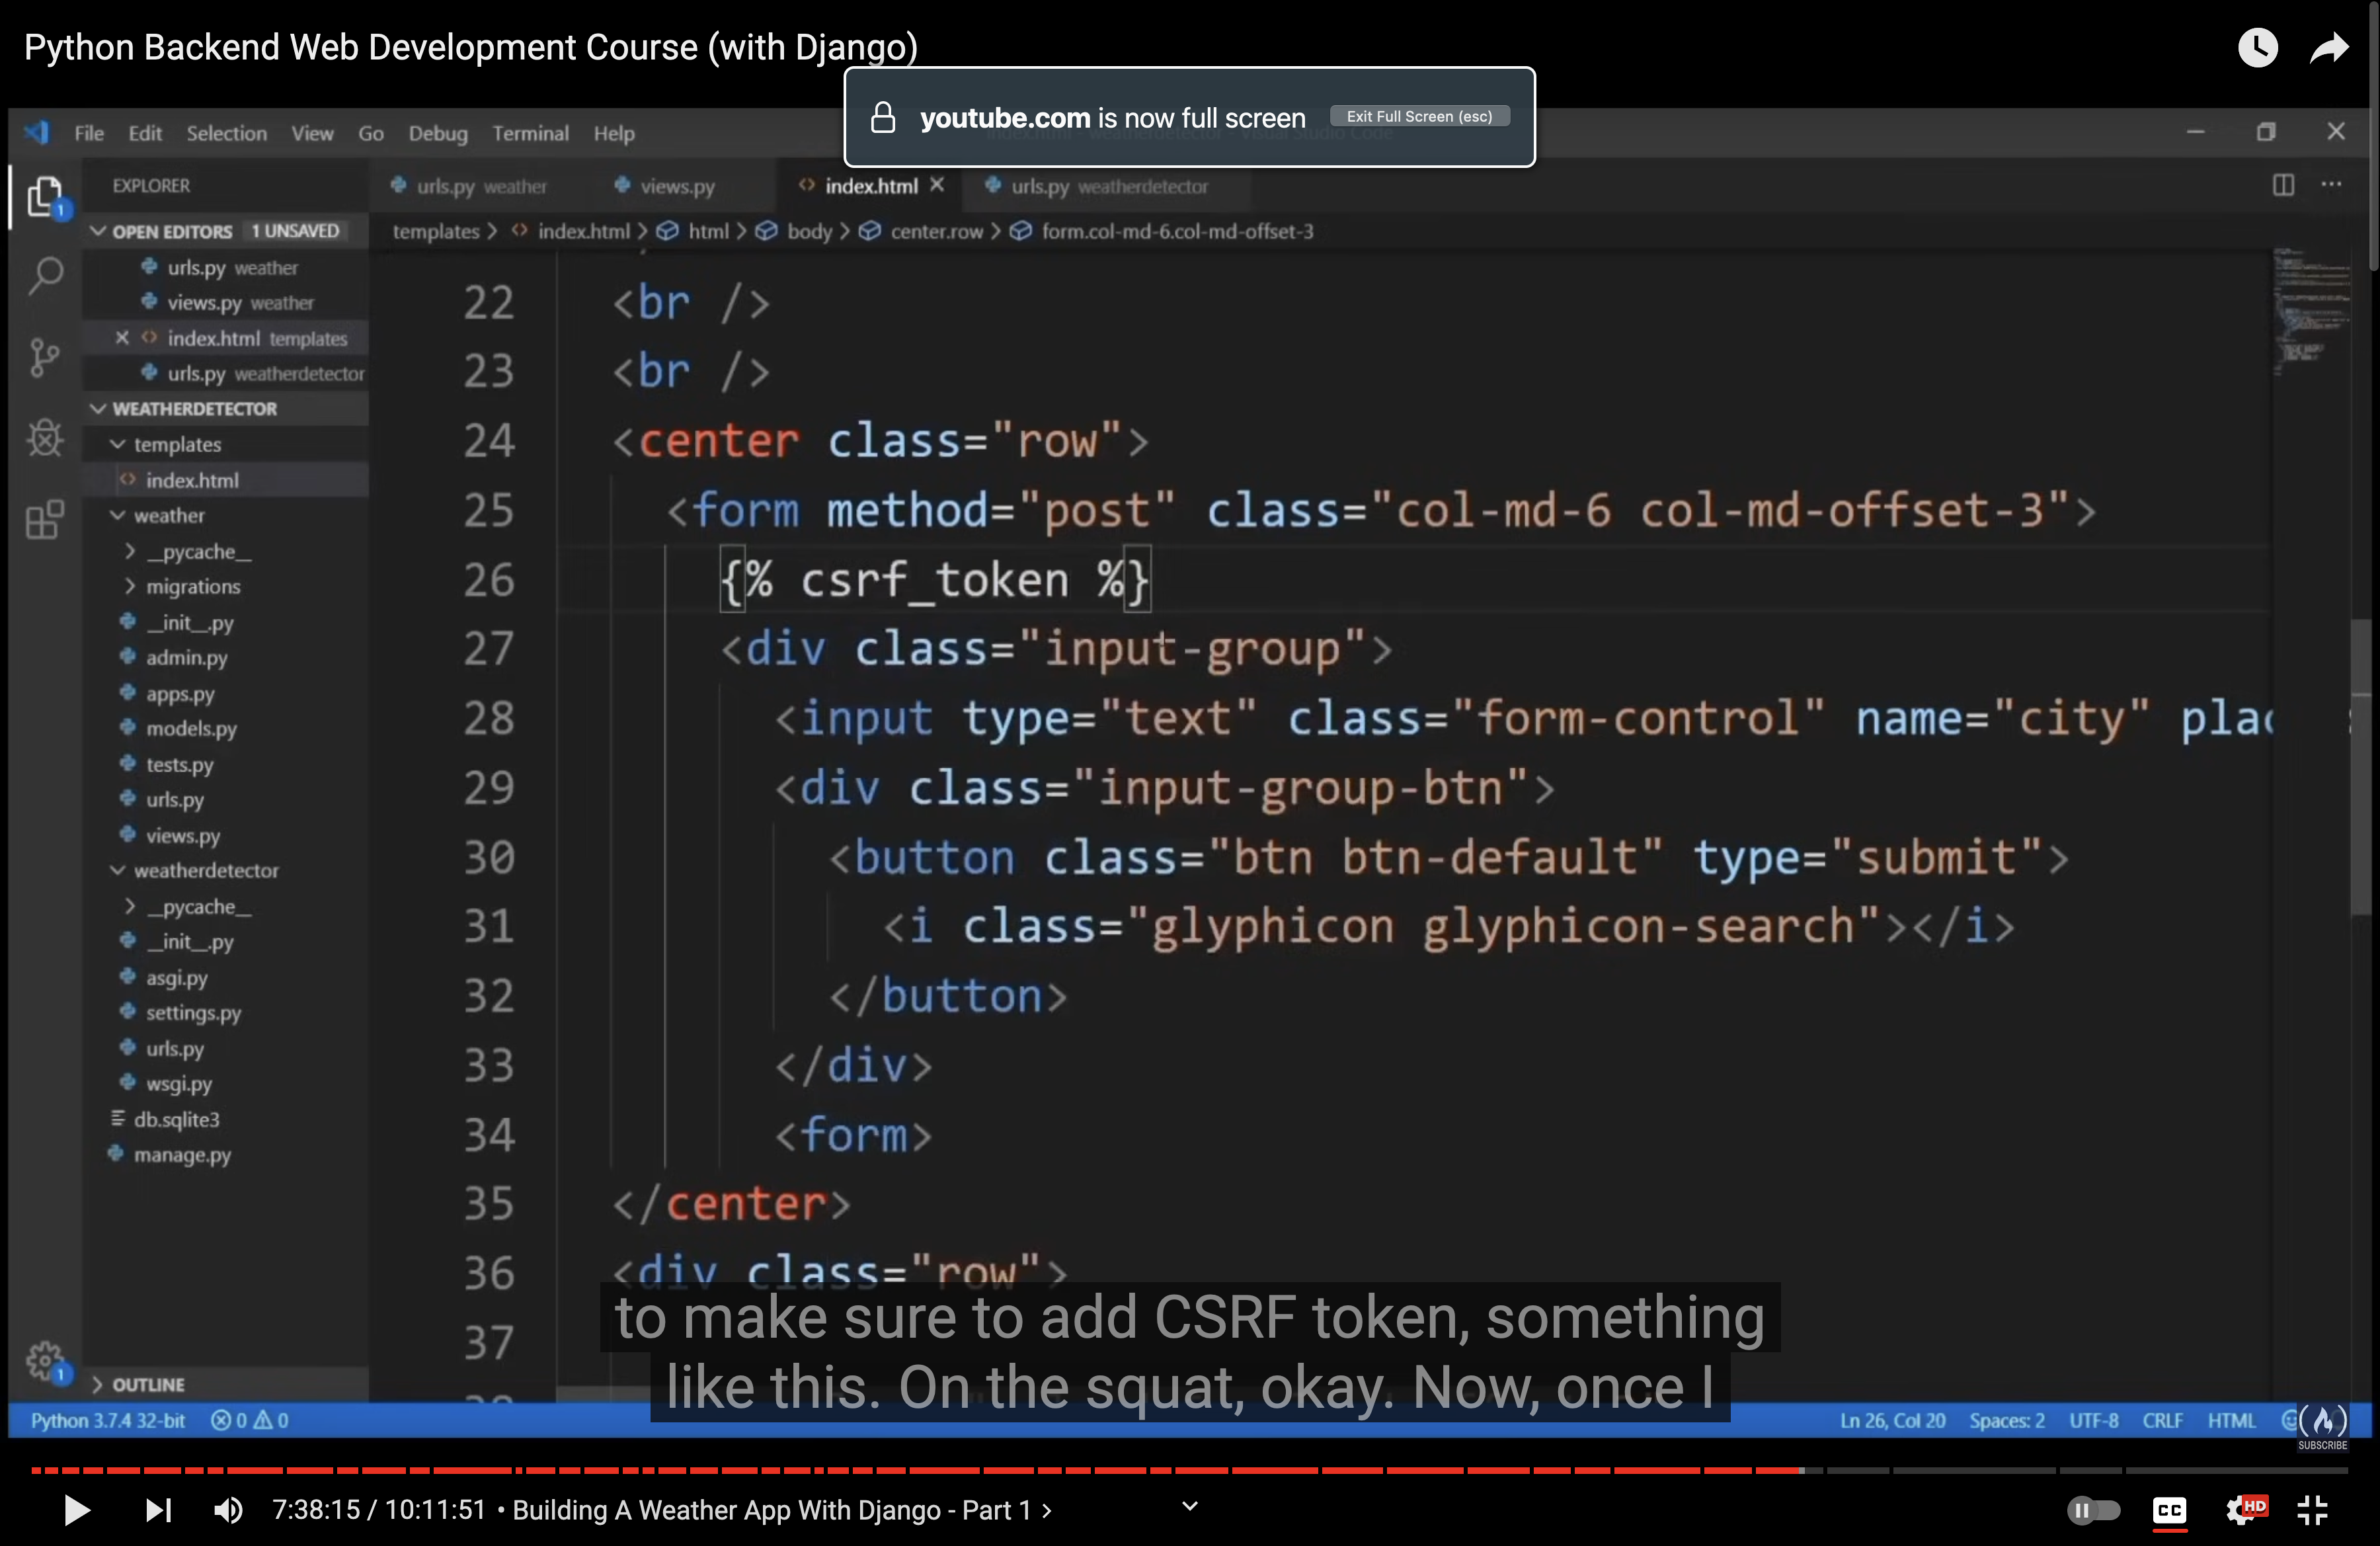 Python Backend Web Development Course (with Django)
youtube.com is now full screen Exit Full Screen (esc)
File Edit Selection View Go Debug Terminal Help
EXPLORER
OPEN EDITORS 1 UNSAVED
urls.py weather
views.py weather
index.html templates
urls.py weatherdetector
WEATHERDETECTOR
templates
index.html
weather
__pycache__
migrations
__init__.py
admin.py
apps.py
models.py
tests.py
urls.py
views.py
weatherdetector
__pycache__
__init__.py
asgi.py
settings.py
urls.py
wsgi.py
db.sqlite3
manage.py
OUTLINE
urls.py weather views.py index.html urls.py weatherdetector
templates > index.html > html > body > center.row > form.col-md-6.col-md-offset-3
22 <br />
23 <br />
24 <center class="row">
25 <form method="post" class="col-md-6 col-md-offset-3">
26 {% csrf_token %}
27 <div class="input-group">
28 <input type="text" class="form-control" name="city" plac
29 <div class="input-group-btn">
30 <button class="btn btn-default" type="submit">
31 <i class="glyphicon glyphicon-search"></i>
32 </button>
33 </div>
34 <form>
35 </center>
36 <div class="row">
37
to make sure to add CSRF token, something
like this. On the squat, okay. Now, once I
Python 3.7.4 32-bit 0 0 Ln 26, Col 20 Spaces: 2 UTF-8 CRLF HTML
SUBSCRIBE
7:38:15 / 10:11:51 • Building A Weather App With Django - Part 1 >
CC HD